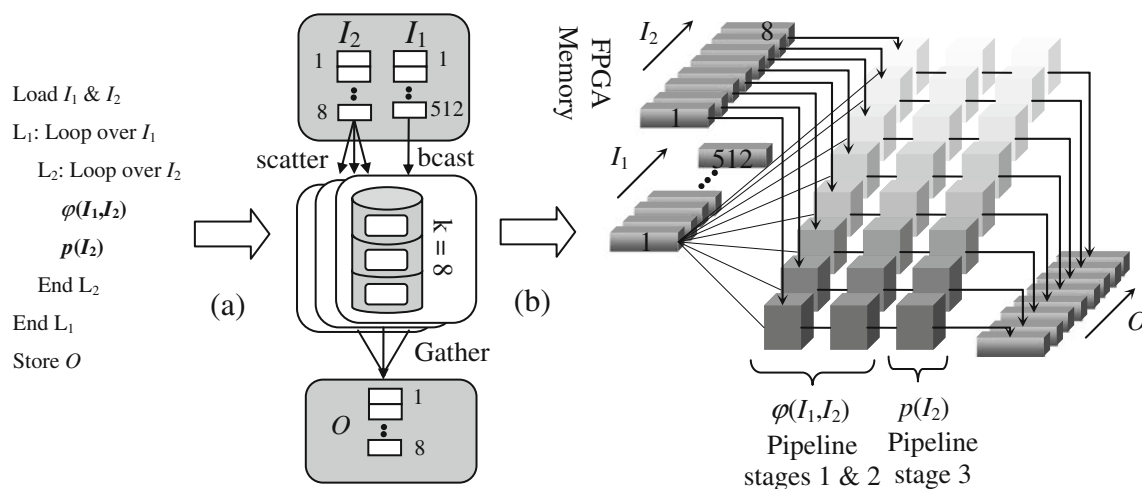 Load I₁ & I₂
L₁: Loop over I₁
L₂: Loop over I₂
φ(I₁,I₂)
p(I₂)
End L₂
End L₁
Store O
(a)
I₂ I₁
1 1
8 512
scatter bcast
k = 8
Gather
O
1
8
(b)
FPGA
Memory
I₂
8
1
I₁
512
1
O
φ(I₁,I₂)
Pipeline
stages 1 & 2
p(I₂)
Pipeline
stage 3